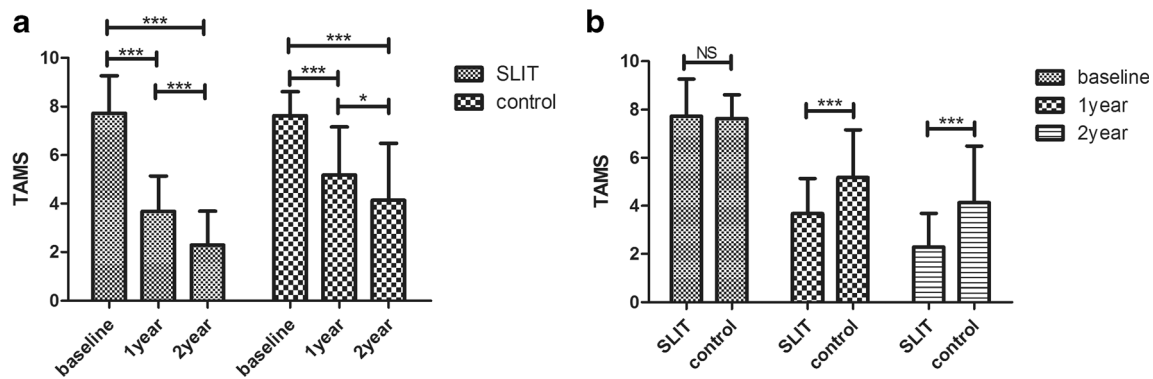 a
***
***
***
***
***
*
10
8
6
4
2
0
TAMS
baseline
1year
2year
baseline
1year
2year
SLIT
control
b
NS
***
***
10
8
6
4
2
0
TAMS
SLIT
control
SLIT
control
SLIT
control
baseline
1year
2year